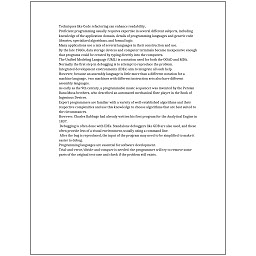 Techniques like Code refactoring can enhance readability.
Proficient programming usually requires expertise in several different subjects, including
knowledge of the application domain, details of programming languages and generic code
libraries, specialized algorithms, and formal logic.
Many applications use a mix of several languages in their construction and use.
By the late 1960s, data storage devices and computer terminals became inexpensive enough
that programs could be created by typing directly into the computers.
The Unified Modeling Language (UML) is a notation used for both the OOAD and MDA.
Normally the first step in debugging is to attempt to reproduce the problem.
Integrated development environments (IDEs) aim to integrate all such help.
However, because an assembly language is little more than a different notation for a
machine language, two machines with different instruction sets also have different
assembly languages.
As early as the 9th century, a programmable music sequencer was invented by the Persian
Banu Musa brothers, who described an automated mechanical flute player in the Book of
Ingenious Devices.
Expert programmers are familiar with a variety of well-established algorithms and their
respective complexities and use this knowledge to choose algorithms that are best suited to
the circumstances.
However, Charles Babbage had already written his first program for the Analytical Engine in
1837.
Debugging is often done with IDEs. Standalone debuggers like GDB are also used, and these
often provide less of a visual environment, usually using a command line.
After the bug is reproduced, the input of the program may need to be simplified to make it
easier to debug.
Programming languages are essential for software development.
Trial-and-error/divide-and-conquer is needed: the programmer will try to remove some
parts of the original test case and check if the problem still exists.